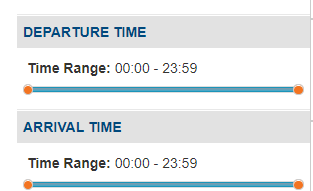 DEPARTURE TIME
Time Range: 00:00 - 23:59
ARRIVAL TIME
Time Range: 00:00 - 23:59